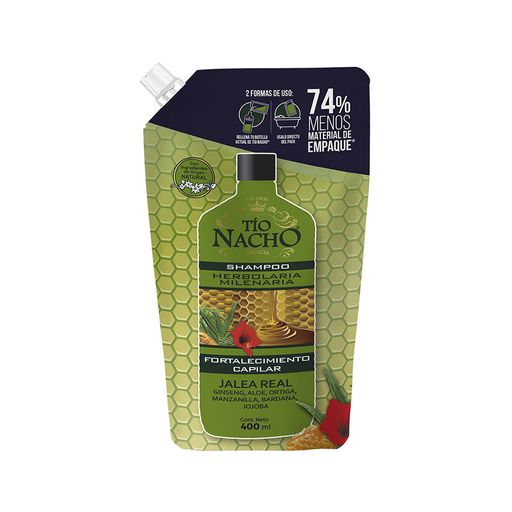 2 FORMAS DE USO:
RELLENA TU BOTELLA
ACTUAL DE TÍO NACHO®
ÚSALO DIRECTO
DEL PACK
74%
MENOS
MATERIAL DE
EMPAQUE*
Con
Ingredientes
de Origen
NATURAL
TÍO
NACHO®
SHAMPOO
HERBOLARIA
MILENARIA
FORTALECIMIENTO
CAPILAR
JALEA REAL
GINSENG, ALOE, ORTIGA,
MANZANILLA, BARDANA,
JOJOBA
Cont. Neto
400 ml